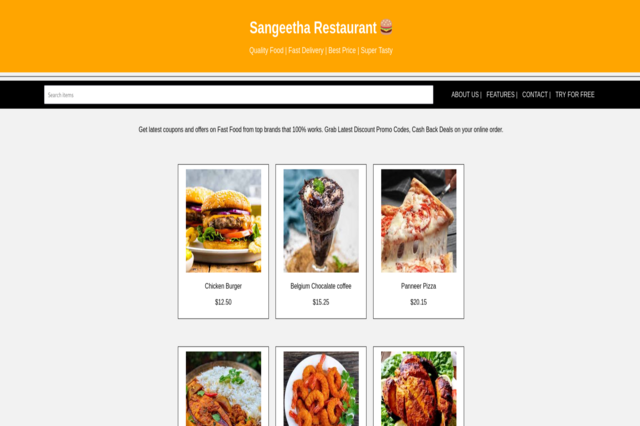 Sangeetha Restaurant 🍔
Quality Food | Fast Delivery | Best Price | Super Tasty
Search items
ABOUT US | FEATURES | CONTACT | TRY FOR FREE
Get latest coupons and offers on Fast Food from top brands that 100% works. Grab Latest Discount Promo Codes, Cash Back Deals on your online order.
Chicken Burger
$12.50
Belgium Chocalate coffee
$15.25
Panneer Pizza
$20.15